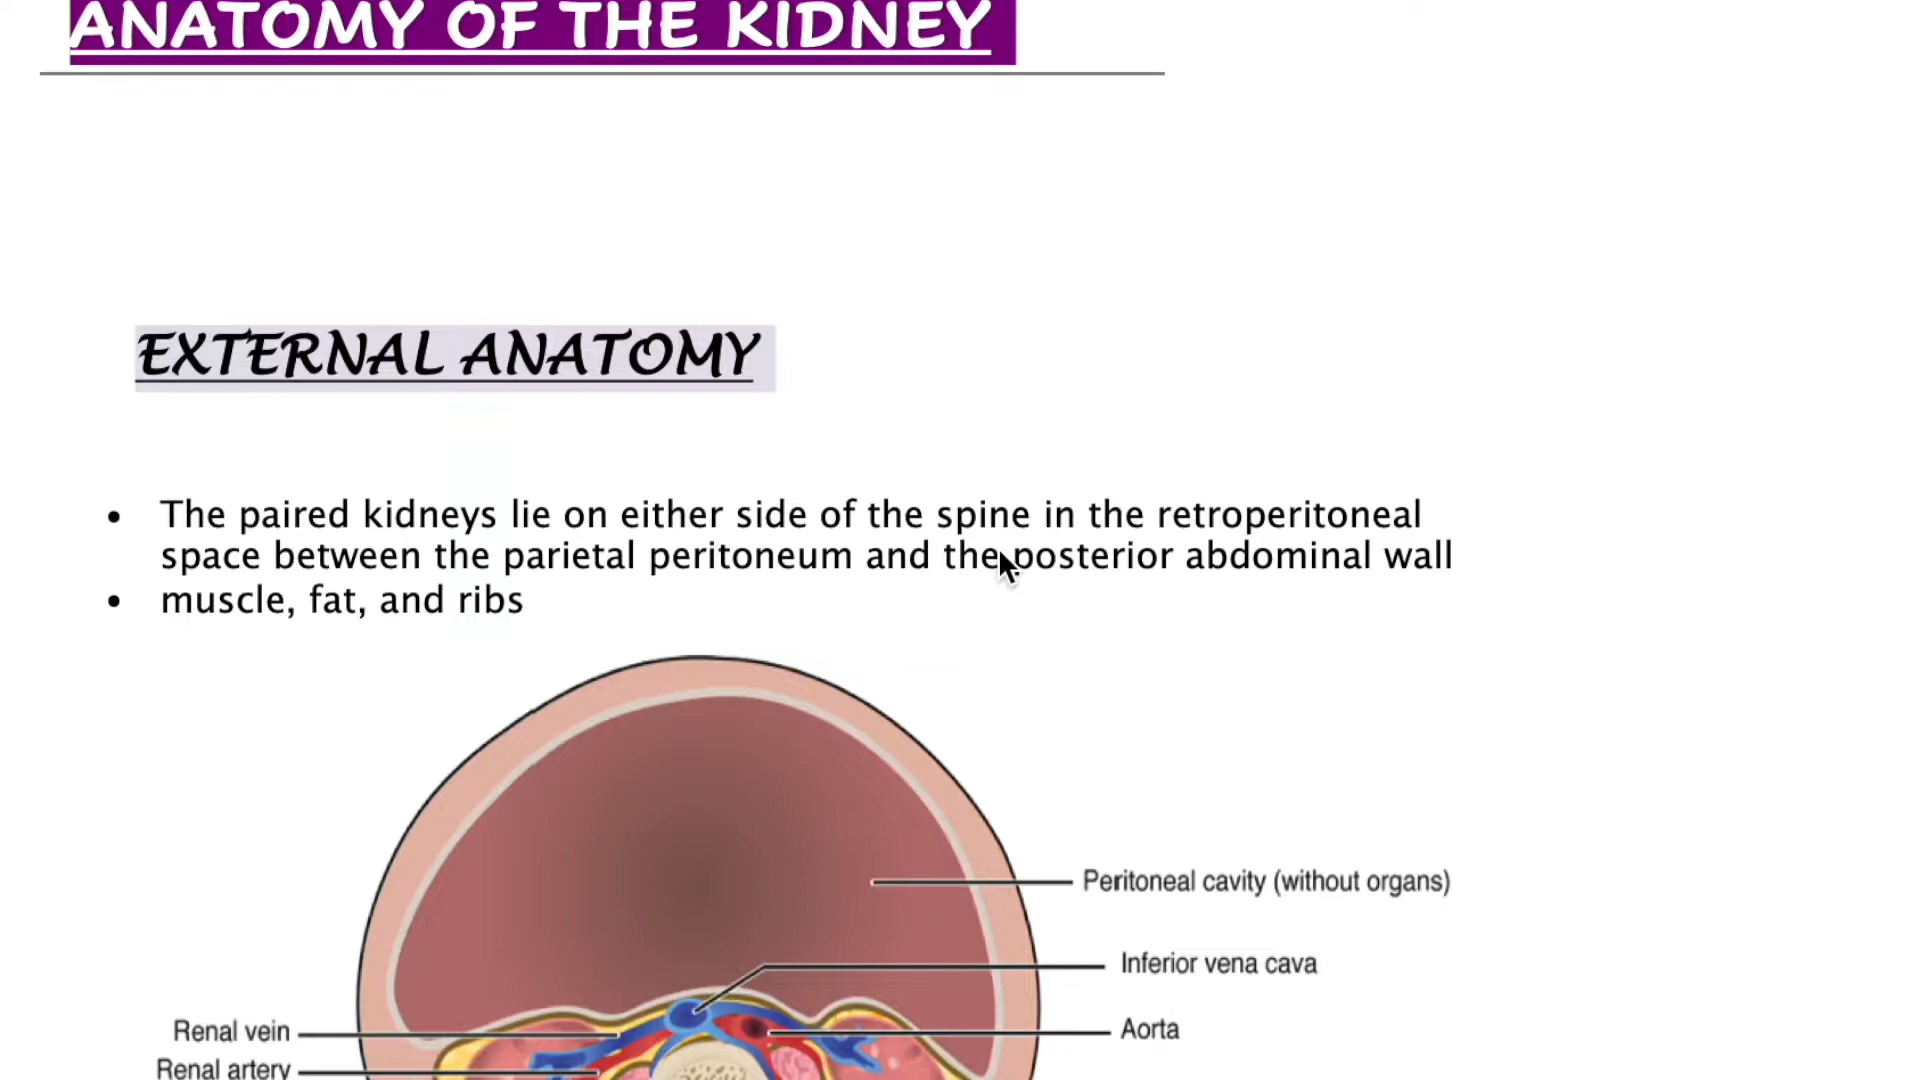 ANATOMY OF THE KIDNEY
EXTERNAL ANATOMY
• The paired kidneys lie on either side of the spine in the retroperitoneal
space between the parietal peritoneum and the posterior abdominal wall
• muscle, fat, and ribs
Peritoneal cavity (without organs)
Inferior vena cava
Renal vein
Aorta
Renal artery